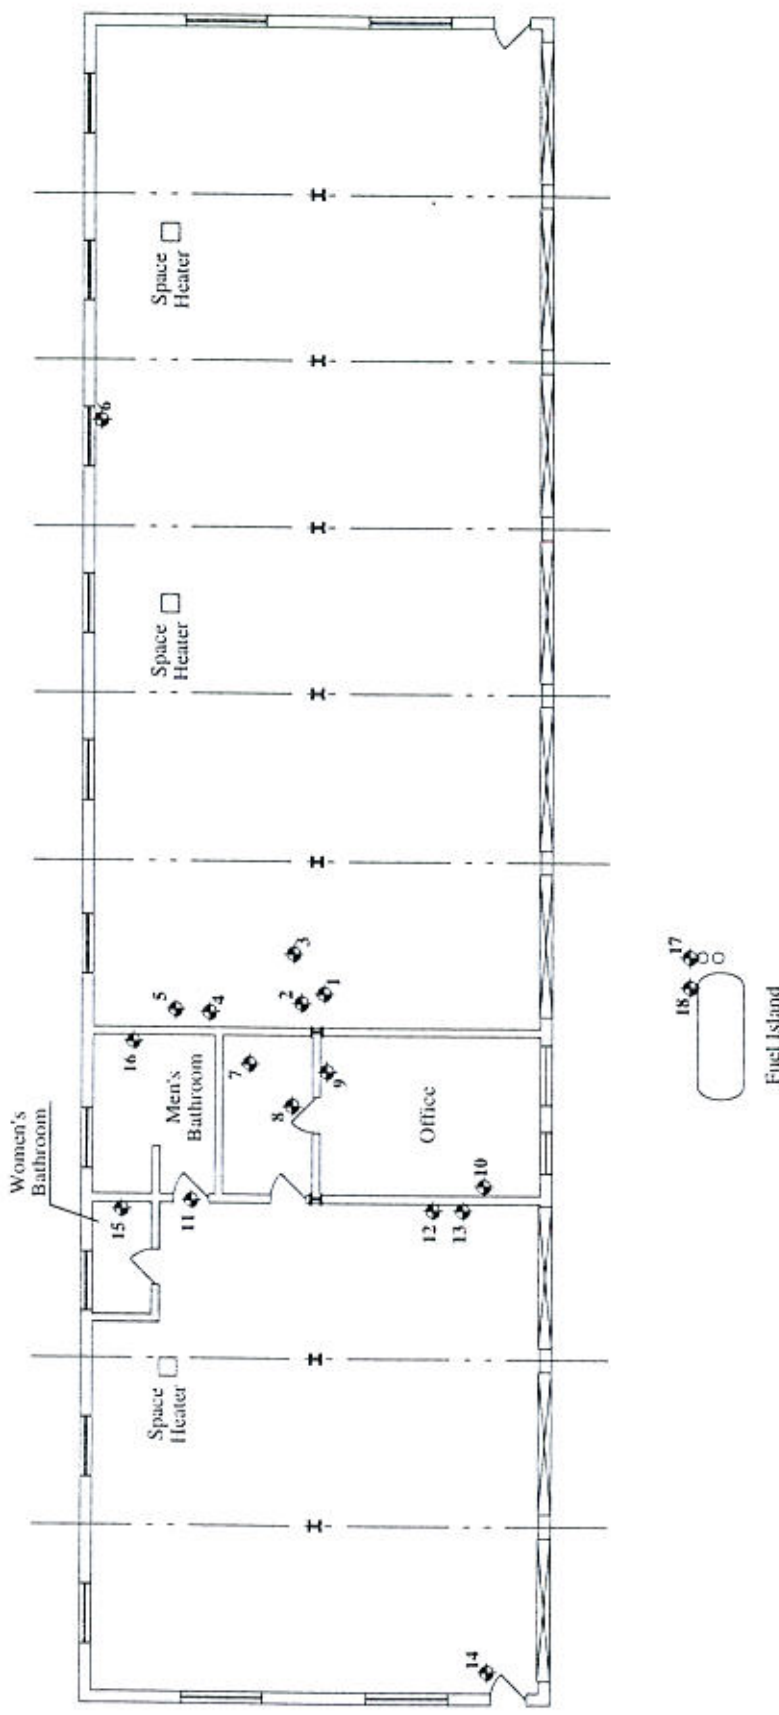 Women's
Bathroom
Space
Heater
Space
Heater
Space
Heater
Men's
Bathroom
Office
Fuel Island
1
2
3
4
5
6
7
8
9
10
11
12
13
14
15
16
17
18